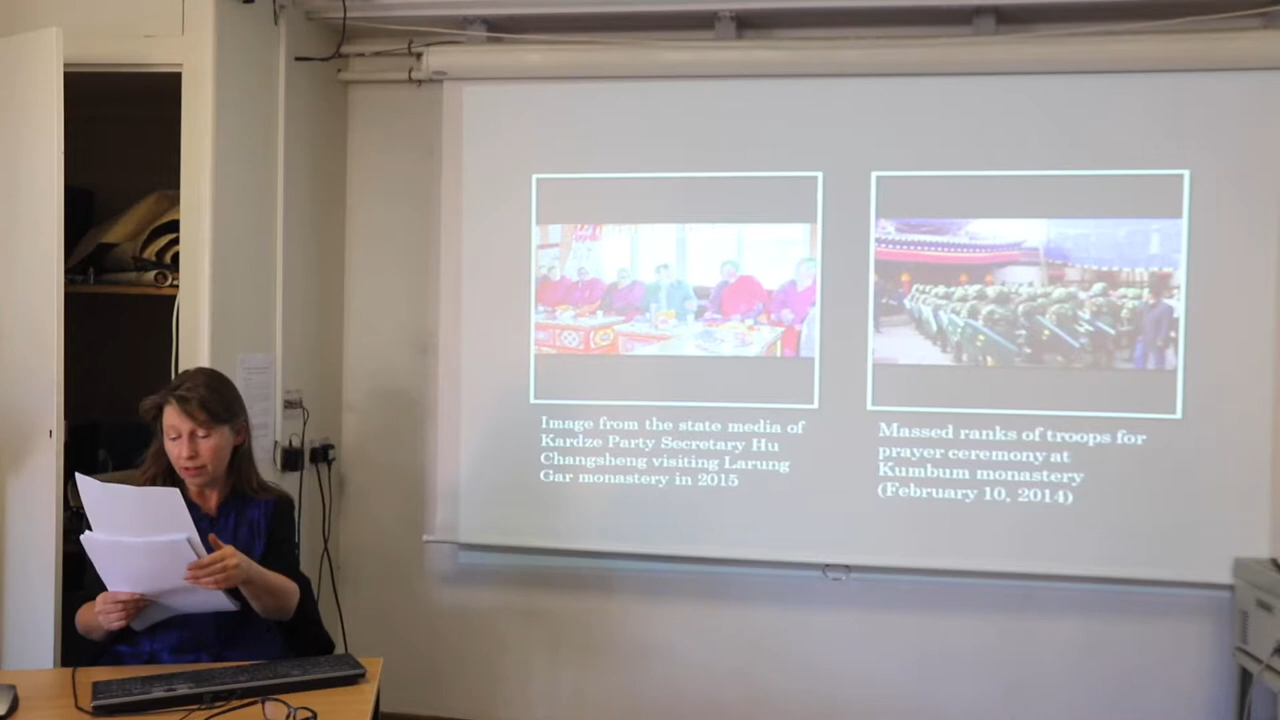 Image from the state media of
Kardze Party Secretary Hu
Changsheng visiting Larung
Gar monastery in 2015
Massed ranks of troops for
prayer ceremony at
Kumbum monastery
(February 10, 2014)